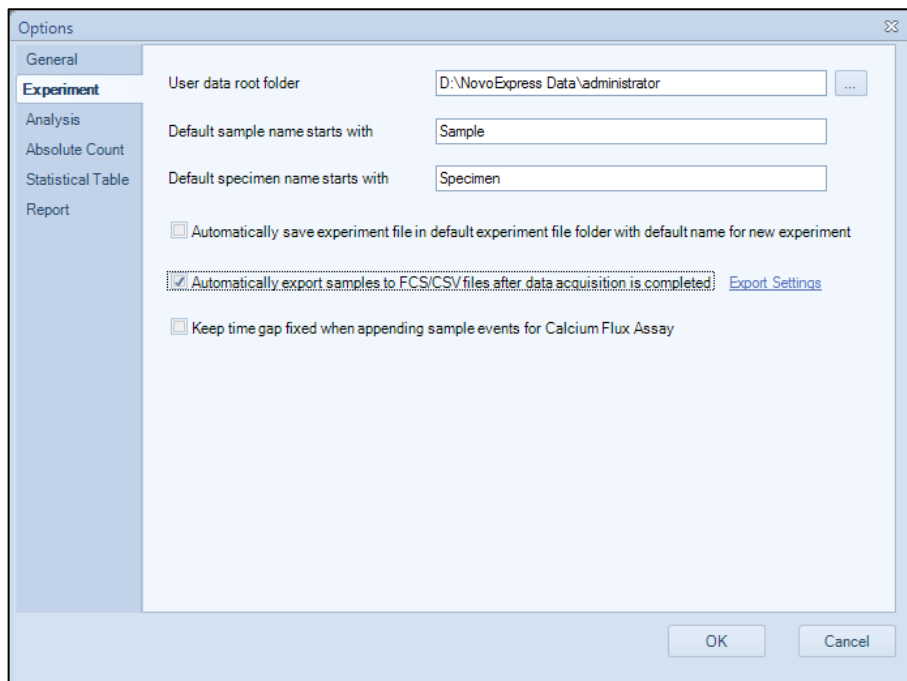 Options
General
Experiment
Analysis
Absolute Count
Statistical Table
Report
User data root folder
D:\NovoExpress Data\administrator
...
Default sample name starts with
Sample
Default specimen name starts with
Specimen
Automatically save experiment file in default experiment file folder with default name for new experiment
Automatically export samples to FCS/CSV files after data acquisition is completed
Export Settings
Keep time gap fixed when appending sample events for Calcium Flux Assay
OK
Cancel